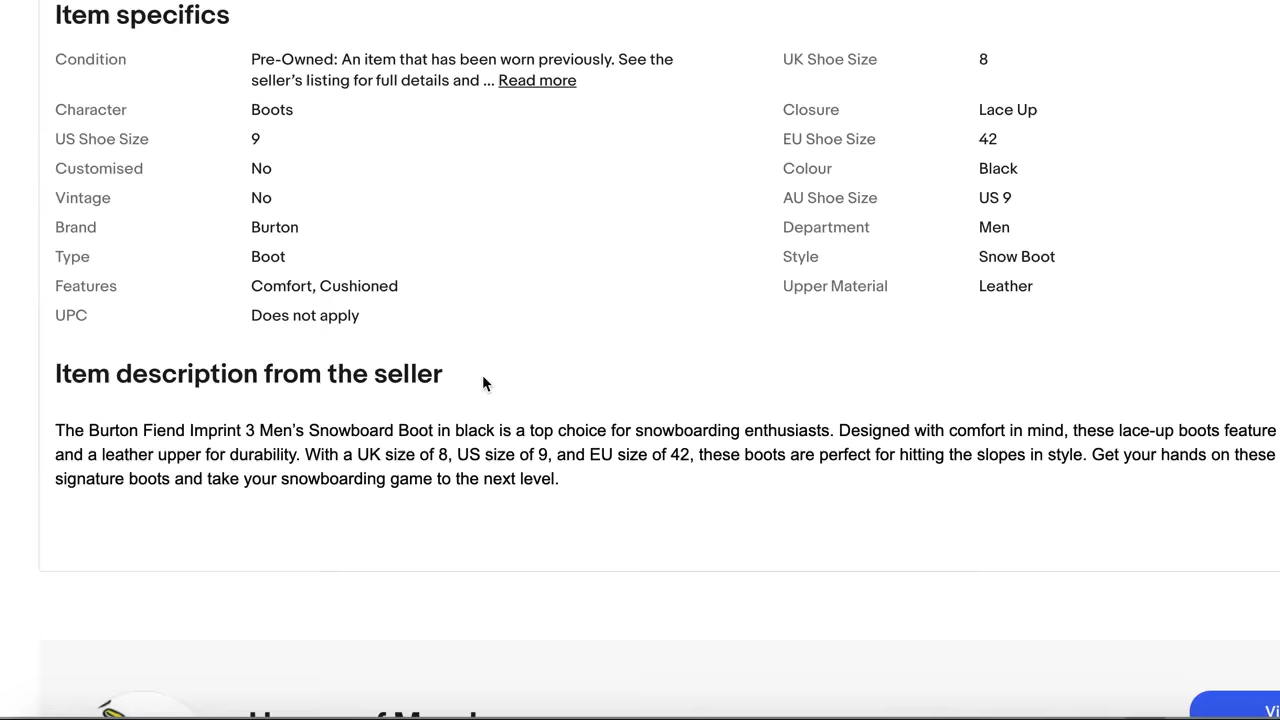 Item specifics
Condition Pre-Owned: An item that has been worn previously. See the UK Shoe Size 8
seller’s listing for full details and ... Read more
Character Boots Closure Lace Up
US Shoe Size 9 EU Shoe Size 42
Customised No Colour Black
Vintage No AU Shoe Size US 9
Brand Burton Department Men
Type Boot Style Snow Boot
Features Comfort, Cushioned Upper Material Leather
UPC Does not apply
Item description from the seller
The Burton Fiend Imprint 3 Men’s Snowboard Boot in black is a top choice for snowboarding enthusiasts. Designed with comfort in mind, these lace-up boots feature
and a leather upper for durability. With a UK size of 8, US size of 9, and EU size of 42, these boots are perfect for hitting the slopes in style. Get your hands on these
signature boots and take your snowboarding game to the next level.